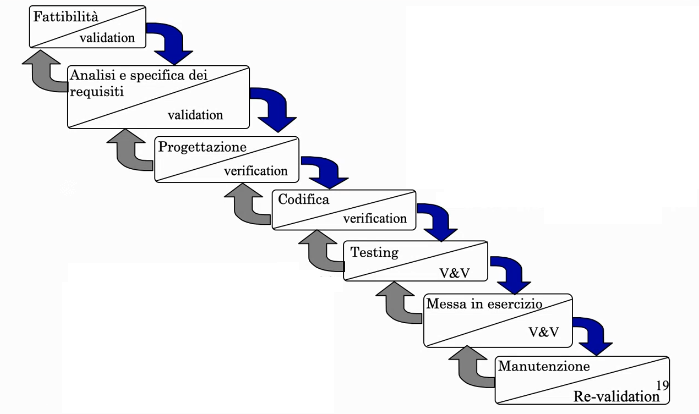 Fattibilità
validation
Analisi e specifica dei
requisiti
validation
Progettazione
verification
Codifica
verification
Testing
V&V
Messa in esercizio
V&V
Manutenzione
19
Re-validation